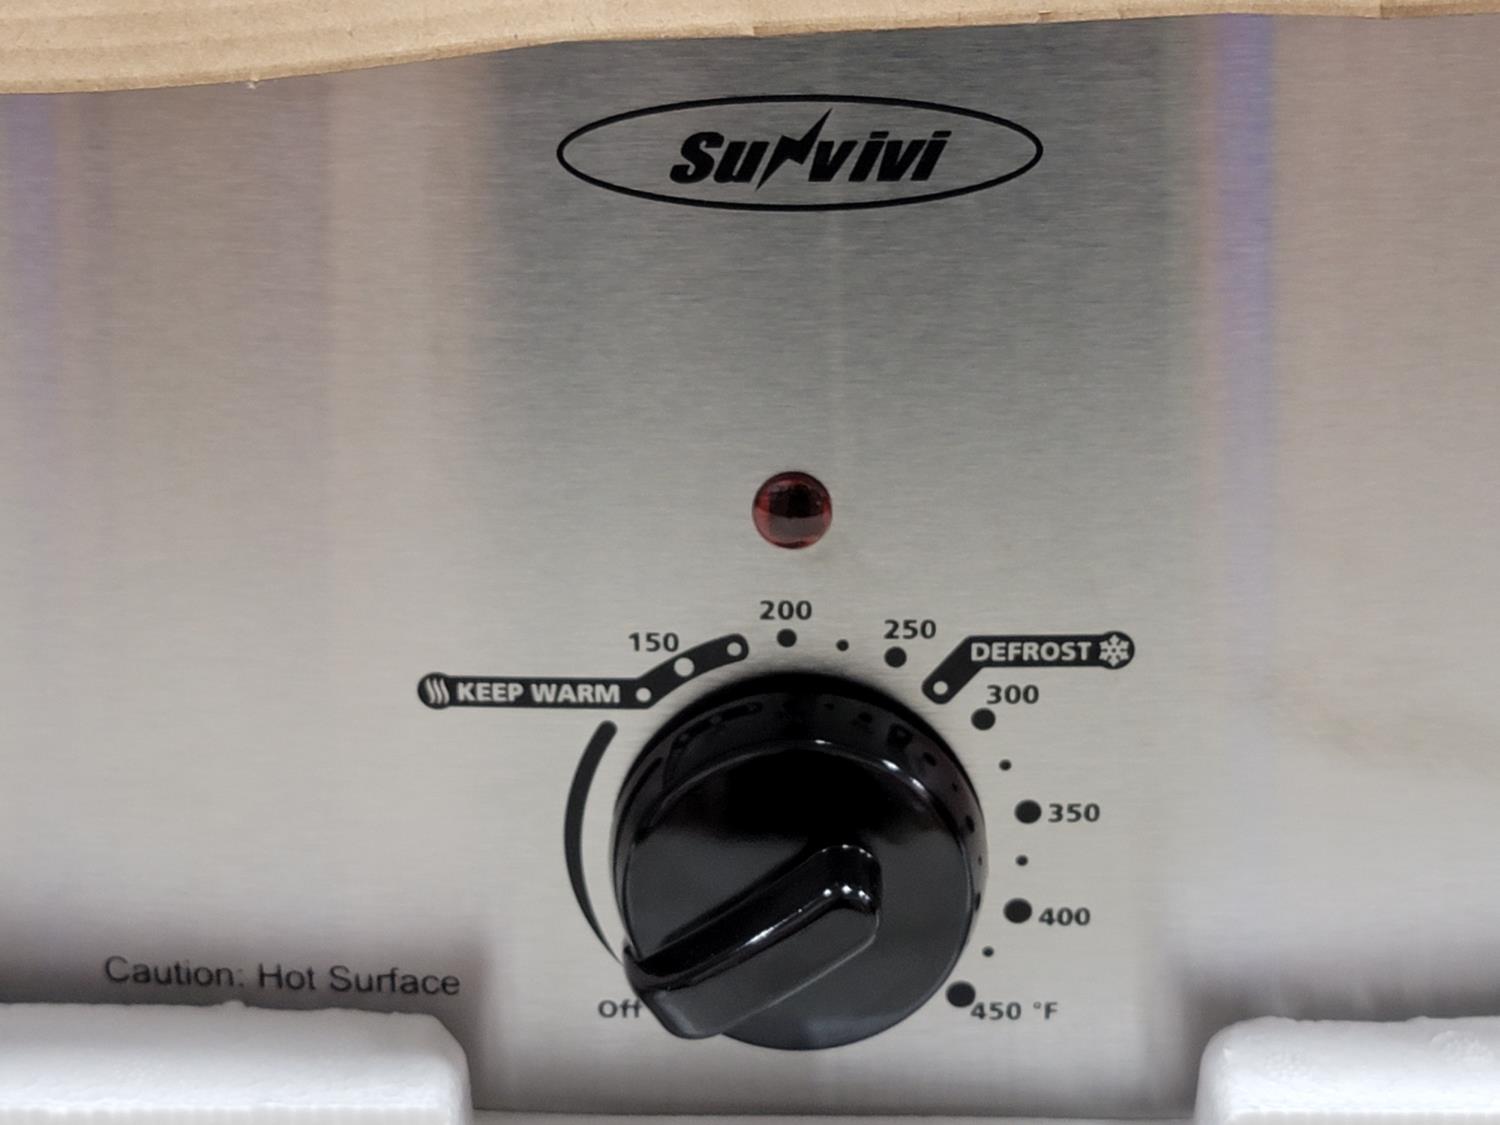 Sunvivi
200
150
250
DEFROST
KEEP WARM
300
350
400
Caution: Hot Surface
Off
450 °F